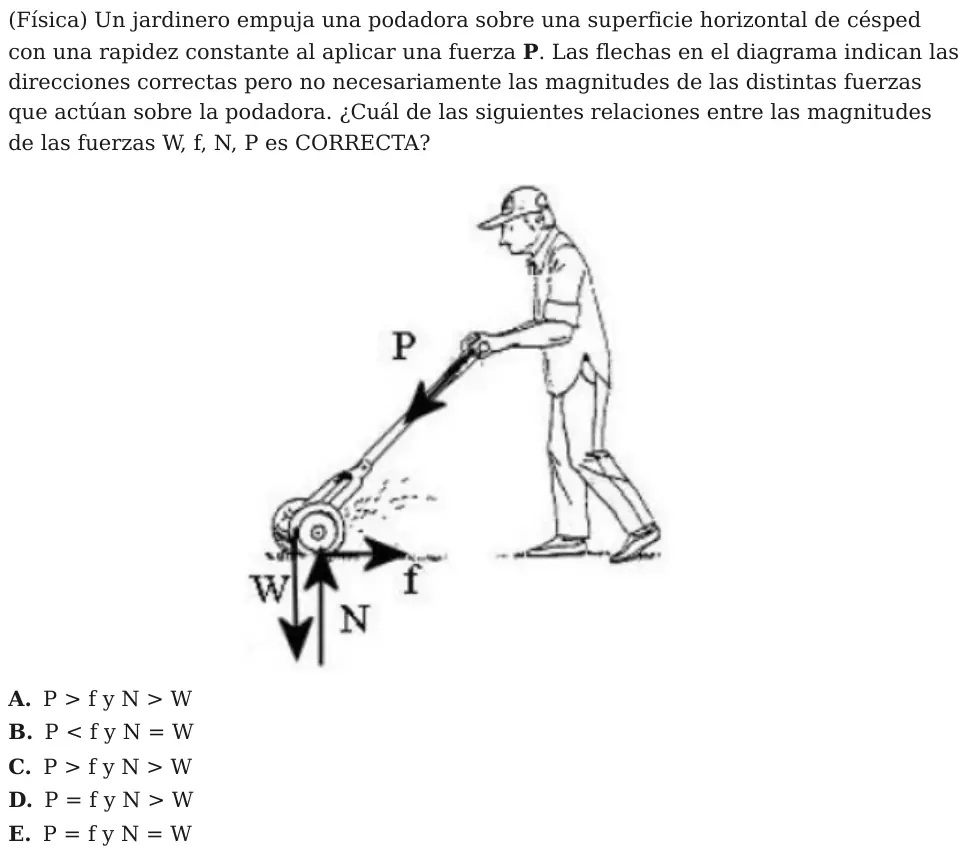 (Física) Un jardinero empuja una podadora sobre una superficie horizontal de césped
con una rapidez constante al aplicar una fuerza P. Las flechas en el diagrama indican las
direcciones correctas pero no necesariamente las magnitudes de las distintas fuerzas
que actúan sobre la podadora. ¿Cuál de las siguientes relaciones entre las magnitudes
de las fuerzas W, f, N, P es CORRECTA?
P
W
f
N
A. P > f y N > W
B. P < f y N = W
C. P > f y N > W
D. P = f y N > W
E. P = f y N = W